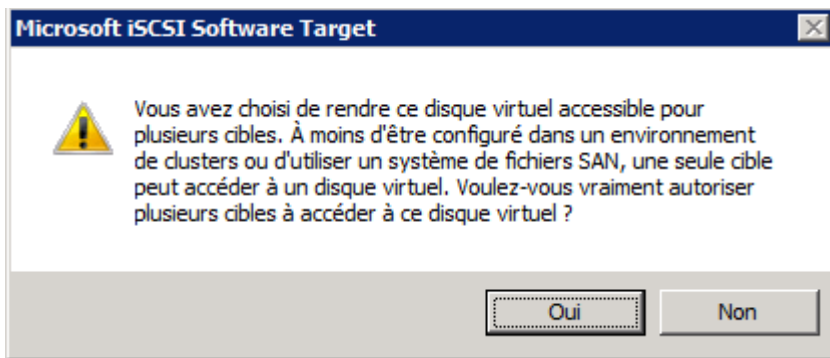 Microsoft iSCSI Software Target
Vous avez choisi de rendre ce disque virtuel accessible pour
plusieurs cibles. À moins d'être configuré dans un environnement
de clusters ou d'utiliser un système de fichiers SAN, une seule cible
peut accéder à un disque virtuel. Voulez-vous vraiment autoriser
plusieurs cibles à accéder à ce disque virtuel ?
Oui
Non